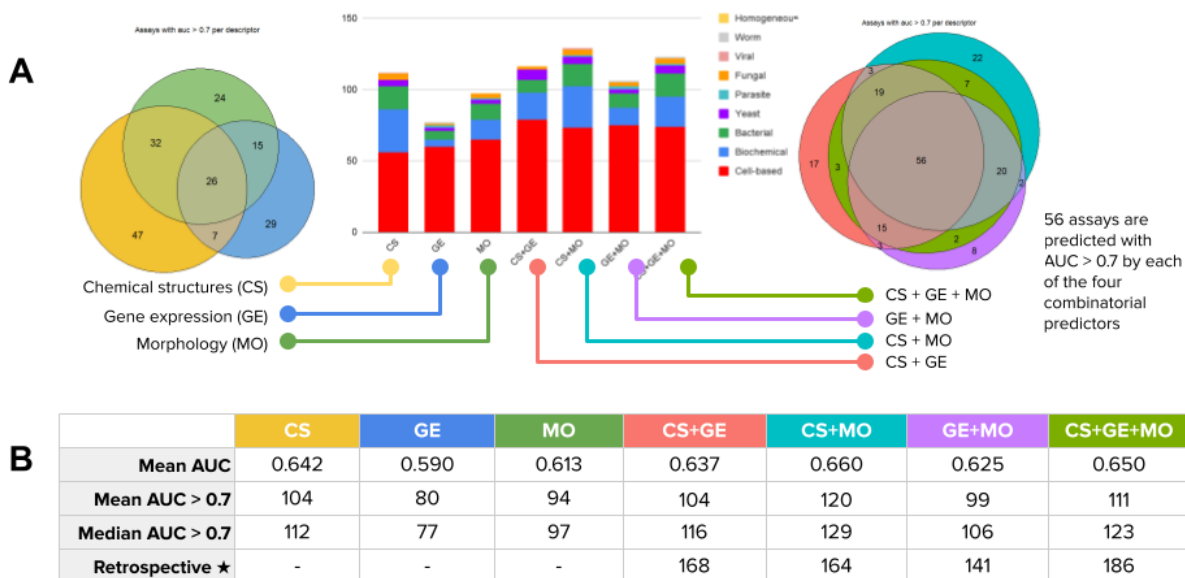 A
Assays with auc > 0.7 per descriptor
24
32
15
26
47
7
29
150
100
50
0
CS
GE
MO
CS+GE
CS+MO
GE+MO
CS+GE+MO
Worm
Viral
Fungal
Parasite
Yeast
Bacterial
Biochemical
Cell-based
Assays with auc > 0.7 per descriptor
22
3
7
19
17
3
56
20
2
15
2
3
8
56 assays are
predicted with
AUC > 0.7 by each
of the four
combinatorial
predictors
Chemical structures (CS)
Gene expression (GE)
Morphology (MO)
CS + GE + MO
GE + MO
CS + MO
CS + GE
B
CS GE MO CS+GE CS+MO GE+MO CS+GE+MO
Mean AUC 0.642 0.590 0.613 0.637 0.660 0.625 0.650
Mean AUC > 0.7 104 80 94 104 120 99 111
Median AUC > 0.7 112 77 97 116 129 106 123
Retrospective ★ - - - 168 164 141 186